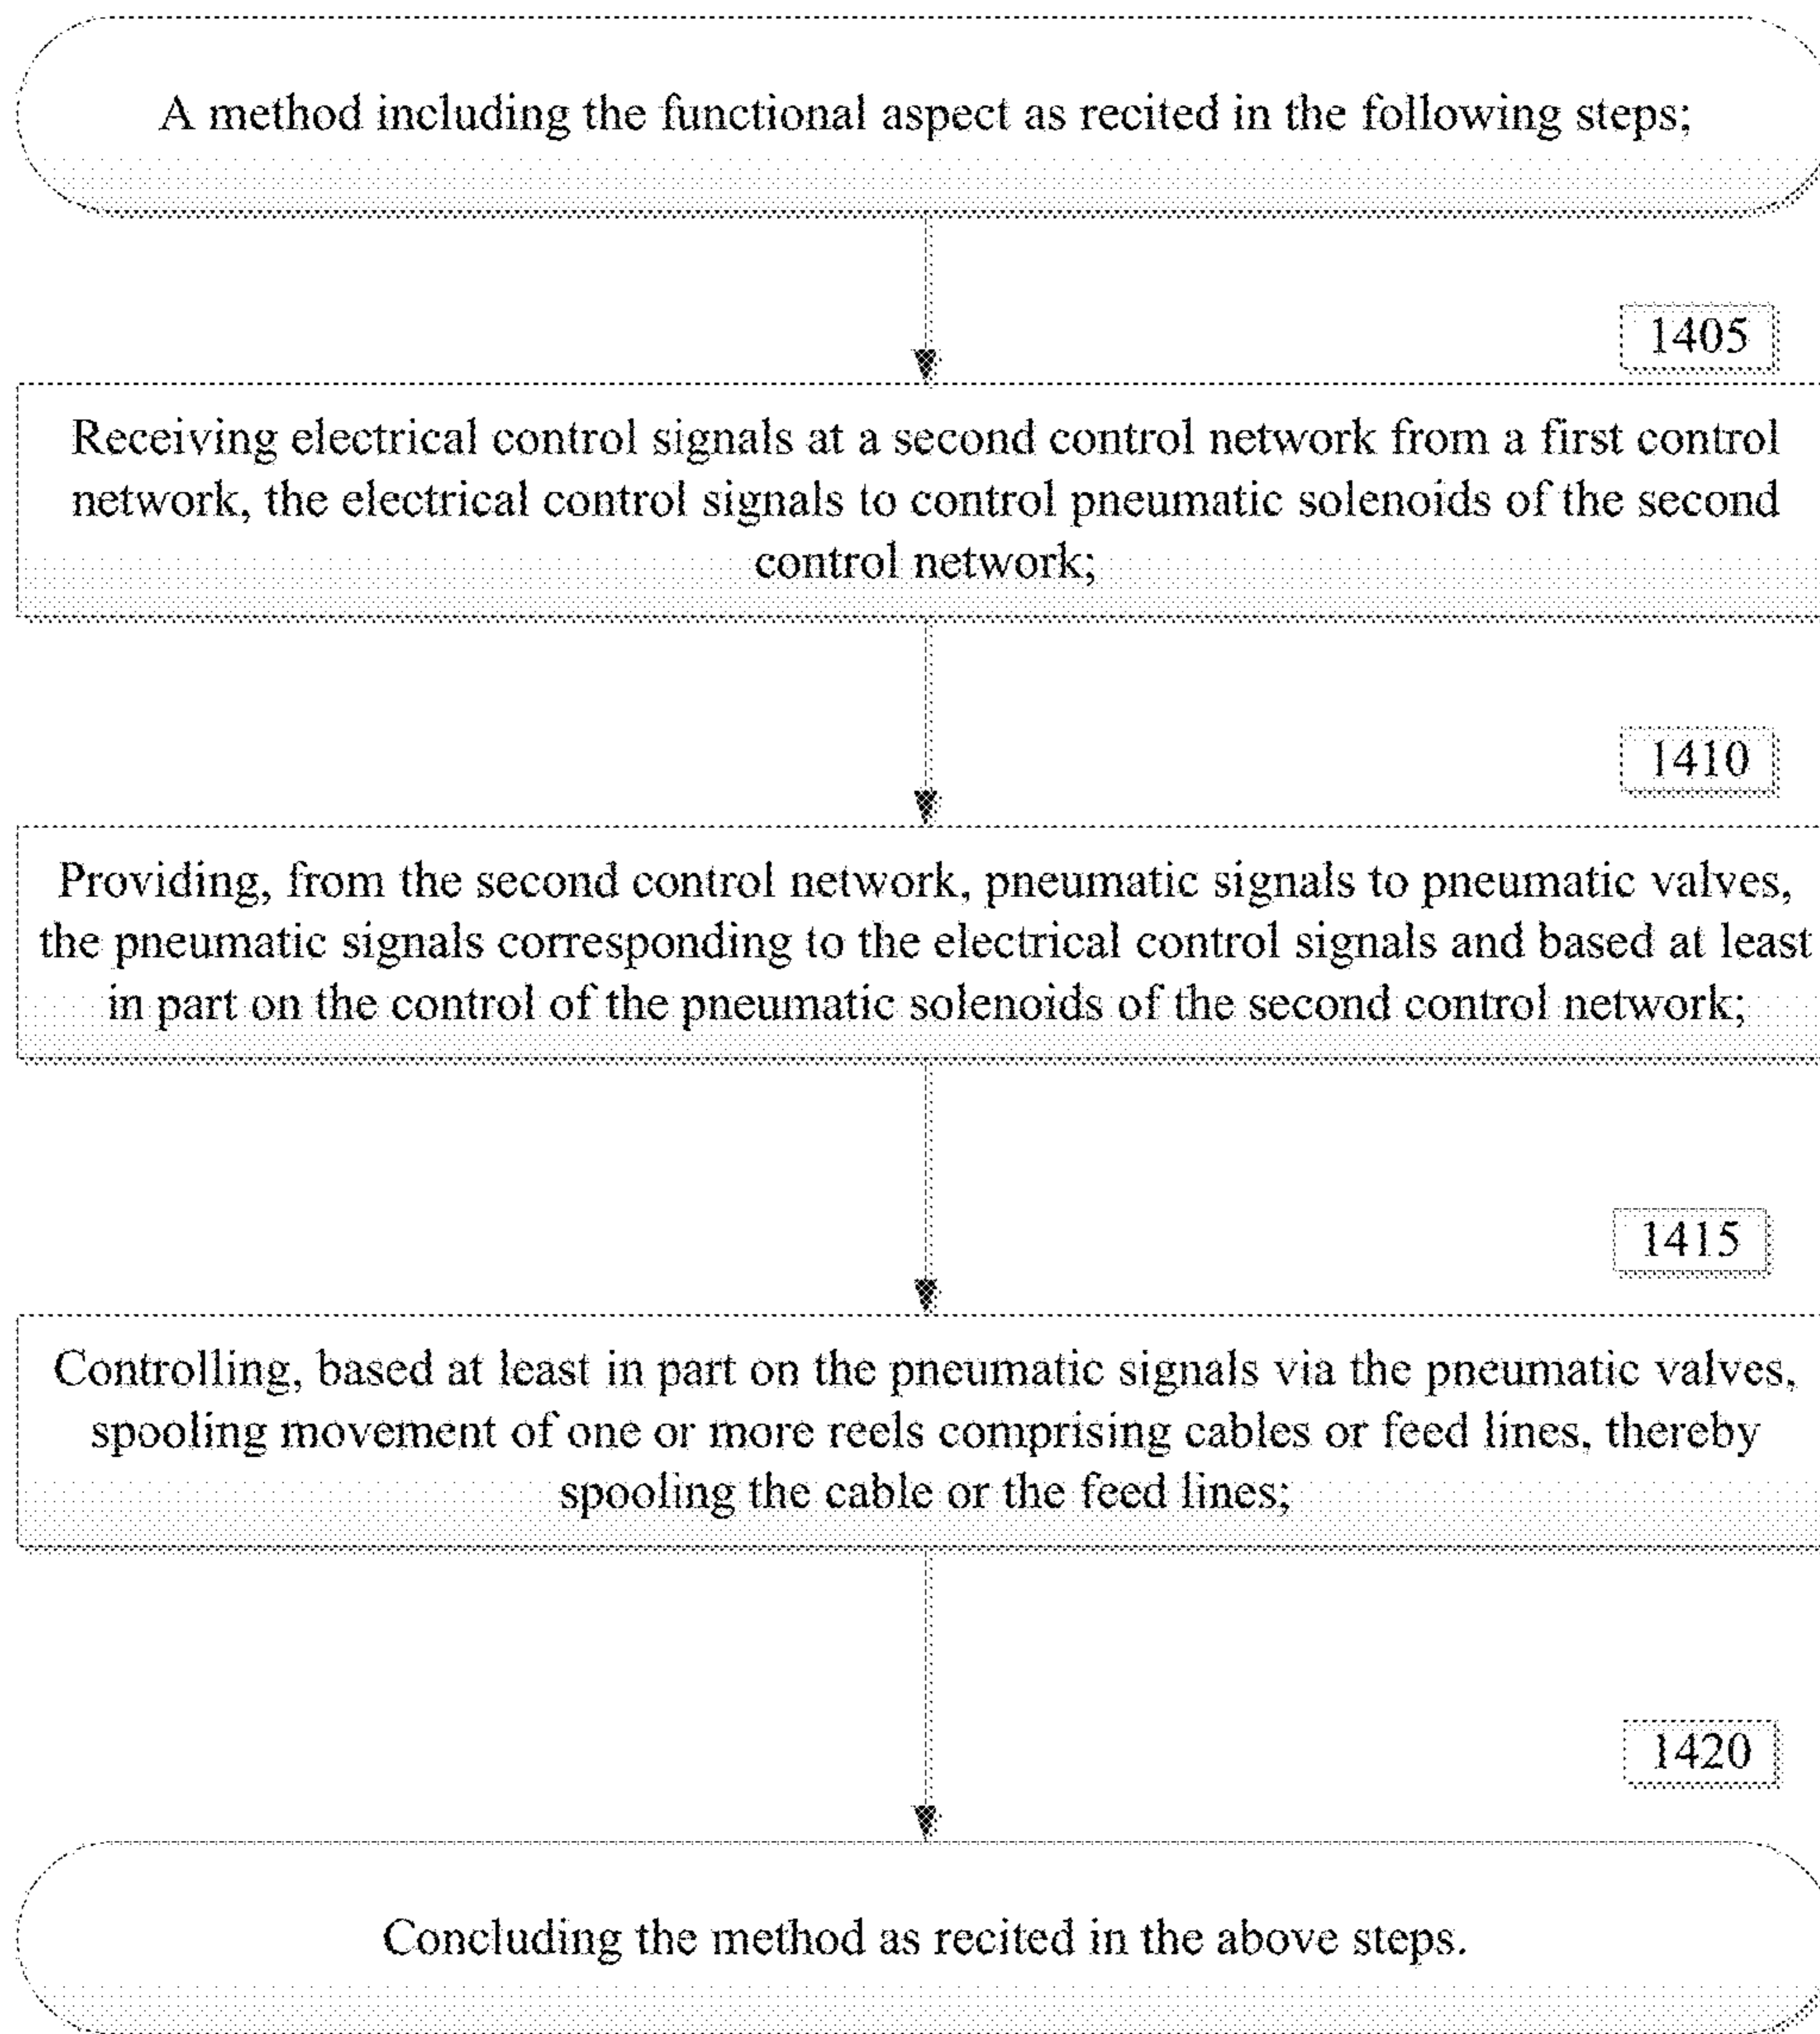 A method including the functional aspect as recited in the following steps;
1405
Receiving electrical control signals at a second control network from a first control
network, the electrical control signals to control pneumatic solenoids of the second
control network;
1410
Providing, from the second control network, pneumatic signals to pneumatic valves,
the pneumatic signals corresponding to the electrical control signals and based at least
in part on the control of the pneumatic solenoids of the second control network;
1415
Controlling, based at least in part on the pneumatic signals via the pneumatic valves,
spooling movement of one or more reels comprising cables or feed lines, thereby
spooling the cable or the feed lines;
1420
Concluding the method as recited in the above steps.